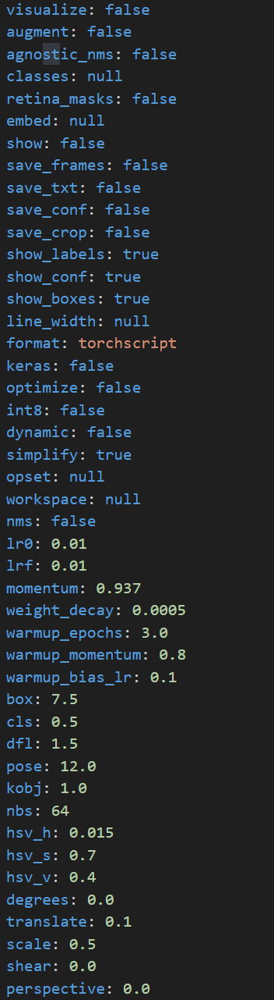 visualize: false
augment: false
agnostic_nms: false
classes: null
retina_masks: false
embed: null
show: false
save_frames: false
save_txt: false
save_conf: false
save_crop: false
show_labels: true
show_conf: true
show_boxes: true
line_width: null
format: torchscript
keras: false
optimize: false
int8: false
dynamic: false
simplify: true
opset: null
workspace: null
nms: false
lr0: 0.01
lrf: 0.01
momentum: 0.937
weight_decay: 0.0005
warmup_epochs: 3.0
warmup_momentum: 0.8
warmup_bias_lr: 0.1
box: 7.5
cls: 0.5
dfl: 1.5
pose: 12.0
kobj: 1.0
nbs: 64
hsv_h: 0.015
hsv_s: 0.7
hsv_v: 0.4
degrees: 0.0
translate: 0.1
scale: 0.5
shear: 0.0
perspective: 0.0